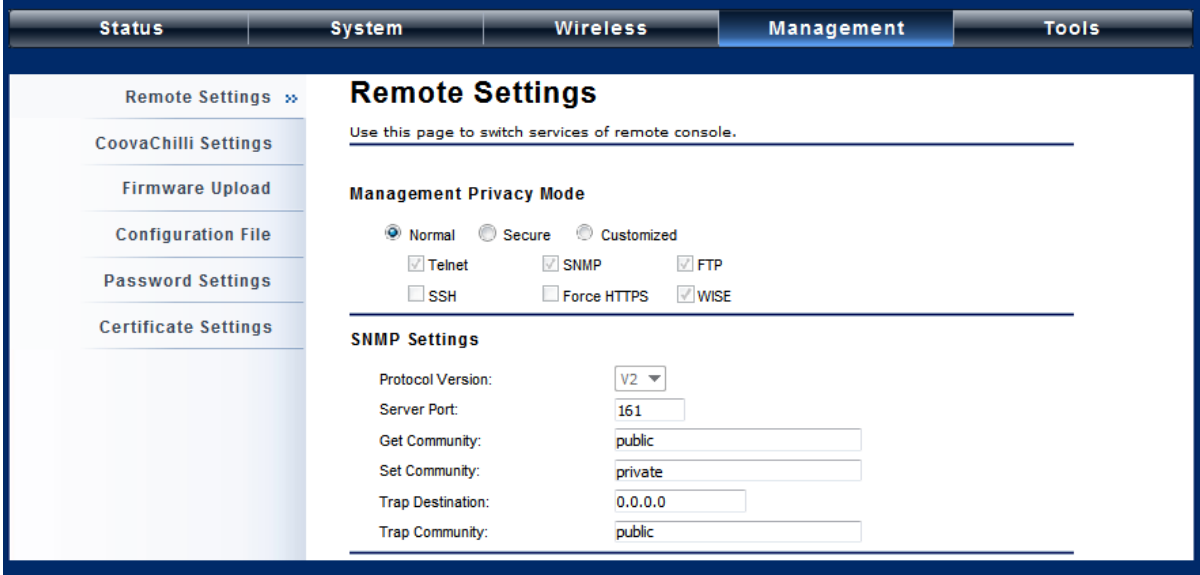 Status System Wireless Management Tools
Remote Settings »
CoovaChilli Settings
Firmware Upload
Configuration File
Password Settings
Certificate Settings
Remote Settings
Use this page to switch services of remote console.
Management Privacy Mode
Normal Secure Customized
Telnet SNMP FTP
SSH Force HTTPS WISE
SNMP Settings
Protocol Version: V2
Server Port: 161
Get Community: public
Set Community: private
Trap Destination: 0.0.0.0
Trap Community: public